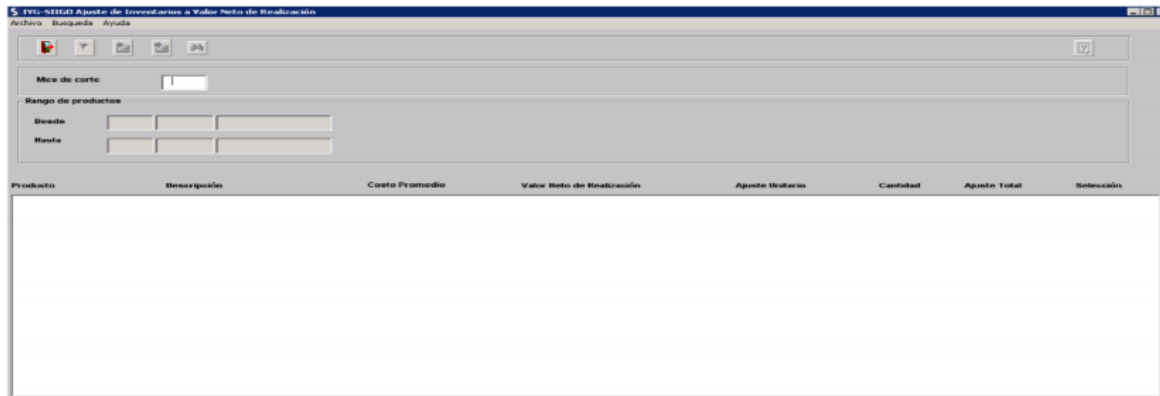 IYG-SIIGO Ajuste de Inventarios a Valor Neto de Realización
Archivo Busqueda Ayuda
Mes de corte
Rango de productos
Desde
Hasta
Producto Descripción Costo Promedio Valor Neto de Realización Ajuste Unitario Cantidad Ajuste Total Selección